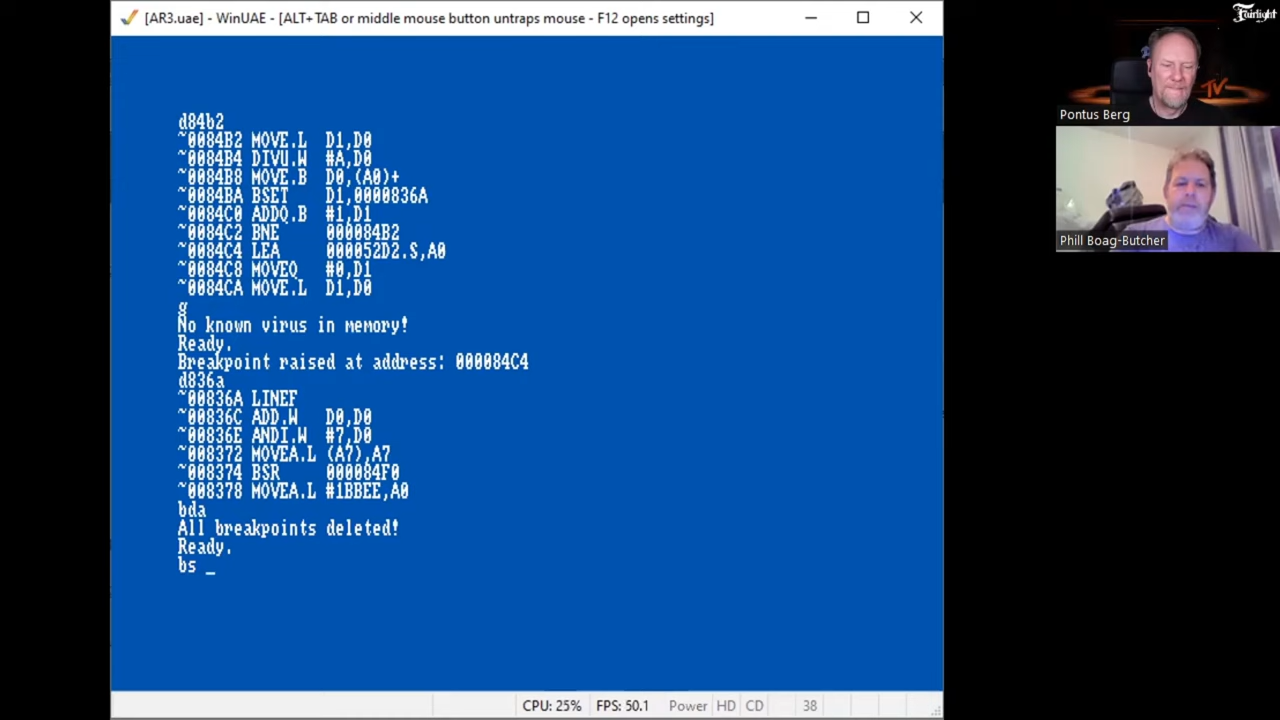 [AR3.uae] - WinUAE - [ALT+TAB or middle mouse button untraps mouse - F12 opens settings]
d84b2
~0084B2 MOVE.L D1,D0
~0084B4 DIVU.W #A,D0
~0084B8 MOVE.B D0,(A0)+
~0084BA BSET D1,0000836A
~0084C0 ADDQ.B #1,D1
~0084C2 BNE 000084B2
~0084C4 LEA 000052D2.S,A0
~0084C8 MOVEQ #0,D1
~0084CA MOVE.L D1,D0
g
No known virus in memory!
Ready.
Breakpoint raised at address: 000084C4
d836a
~00836A LINEF
~00836C ADD.W D0,D0
~00836E ANDI.W #7,D0
~008372 MOVEA.L (A7),A7
~008374 BSR 000084F0
~008378 MOVEA.L #1BBEE,A0
bda
All breakpoints deleted!
Ready.
bs _
CPU: 25% FPS: 50.1 Power HD CD 38
Fairlight
TV
Pontus Berg
Phill Boag-Butcher